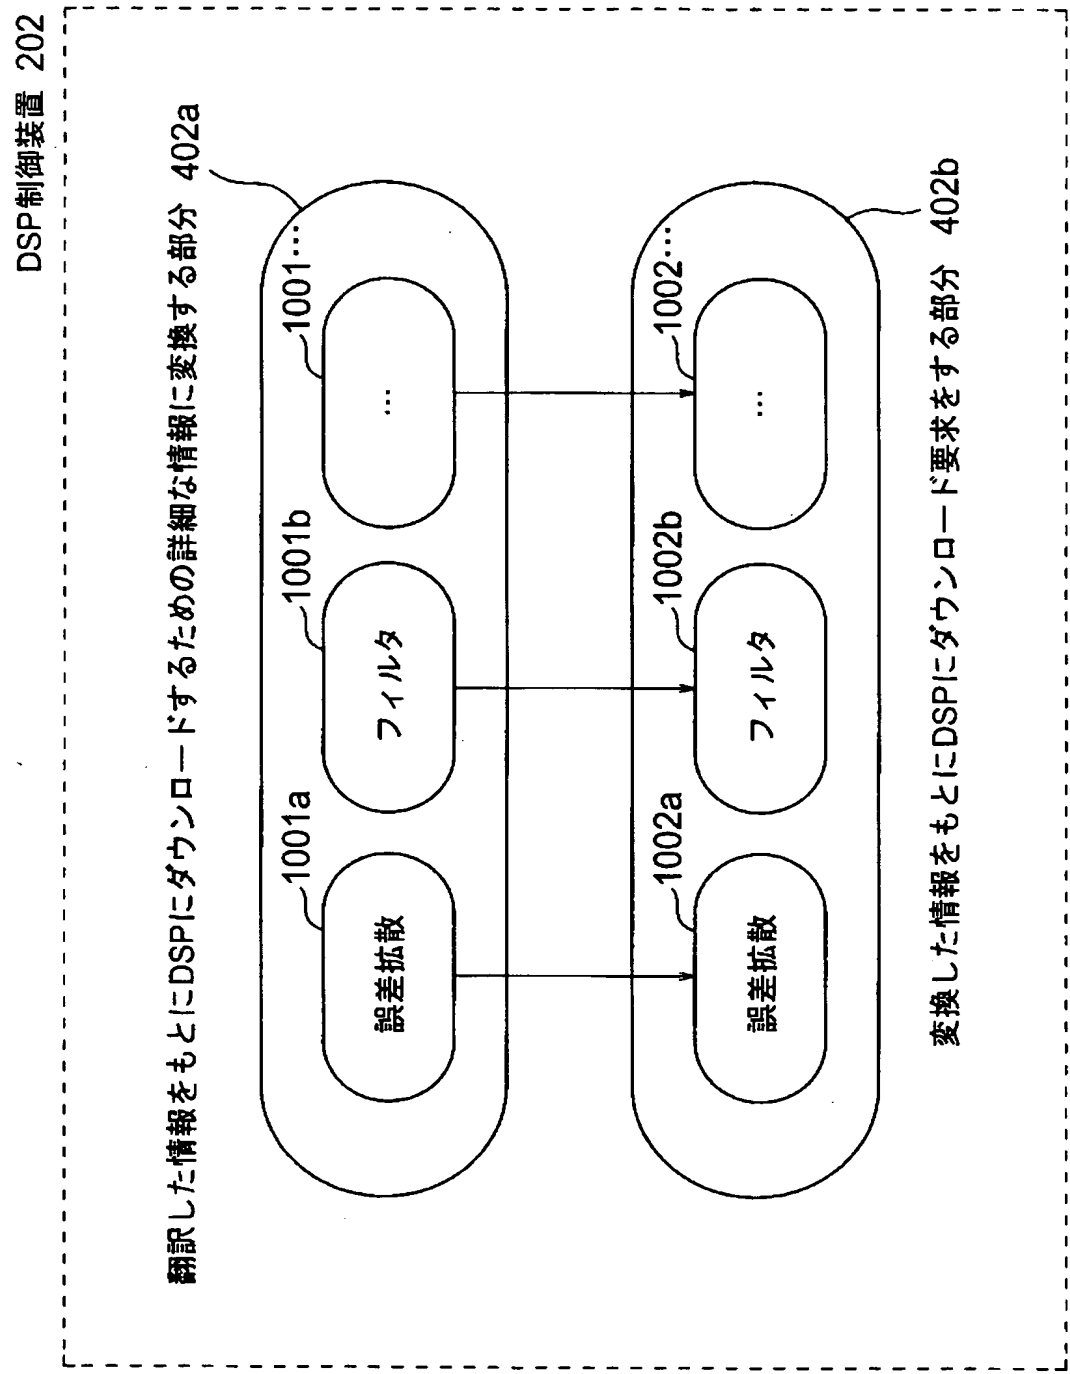 DSP制御装置 202
翻訳した情報をもとにDSPにダウンロードするための詳細な情報に変換する部分 402a
1001a
1001b
1001…
誤差拡散
フィルタ
…
1002a
1002b
1002…
誤差拡散
フィルタ
…
変換した情報をもとにDSPにダウンロード要求をする部分 402b